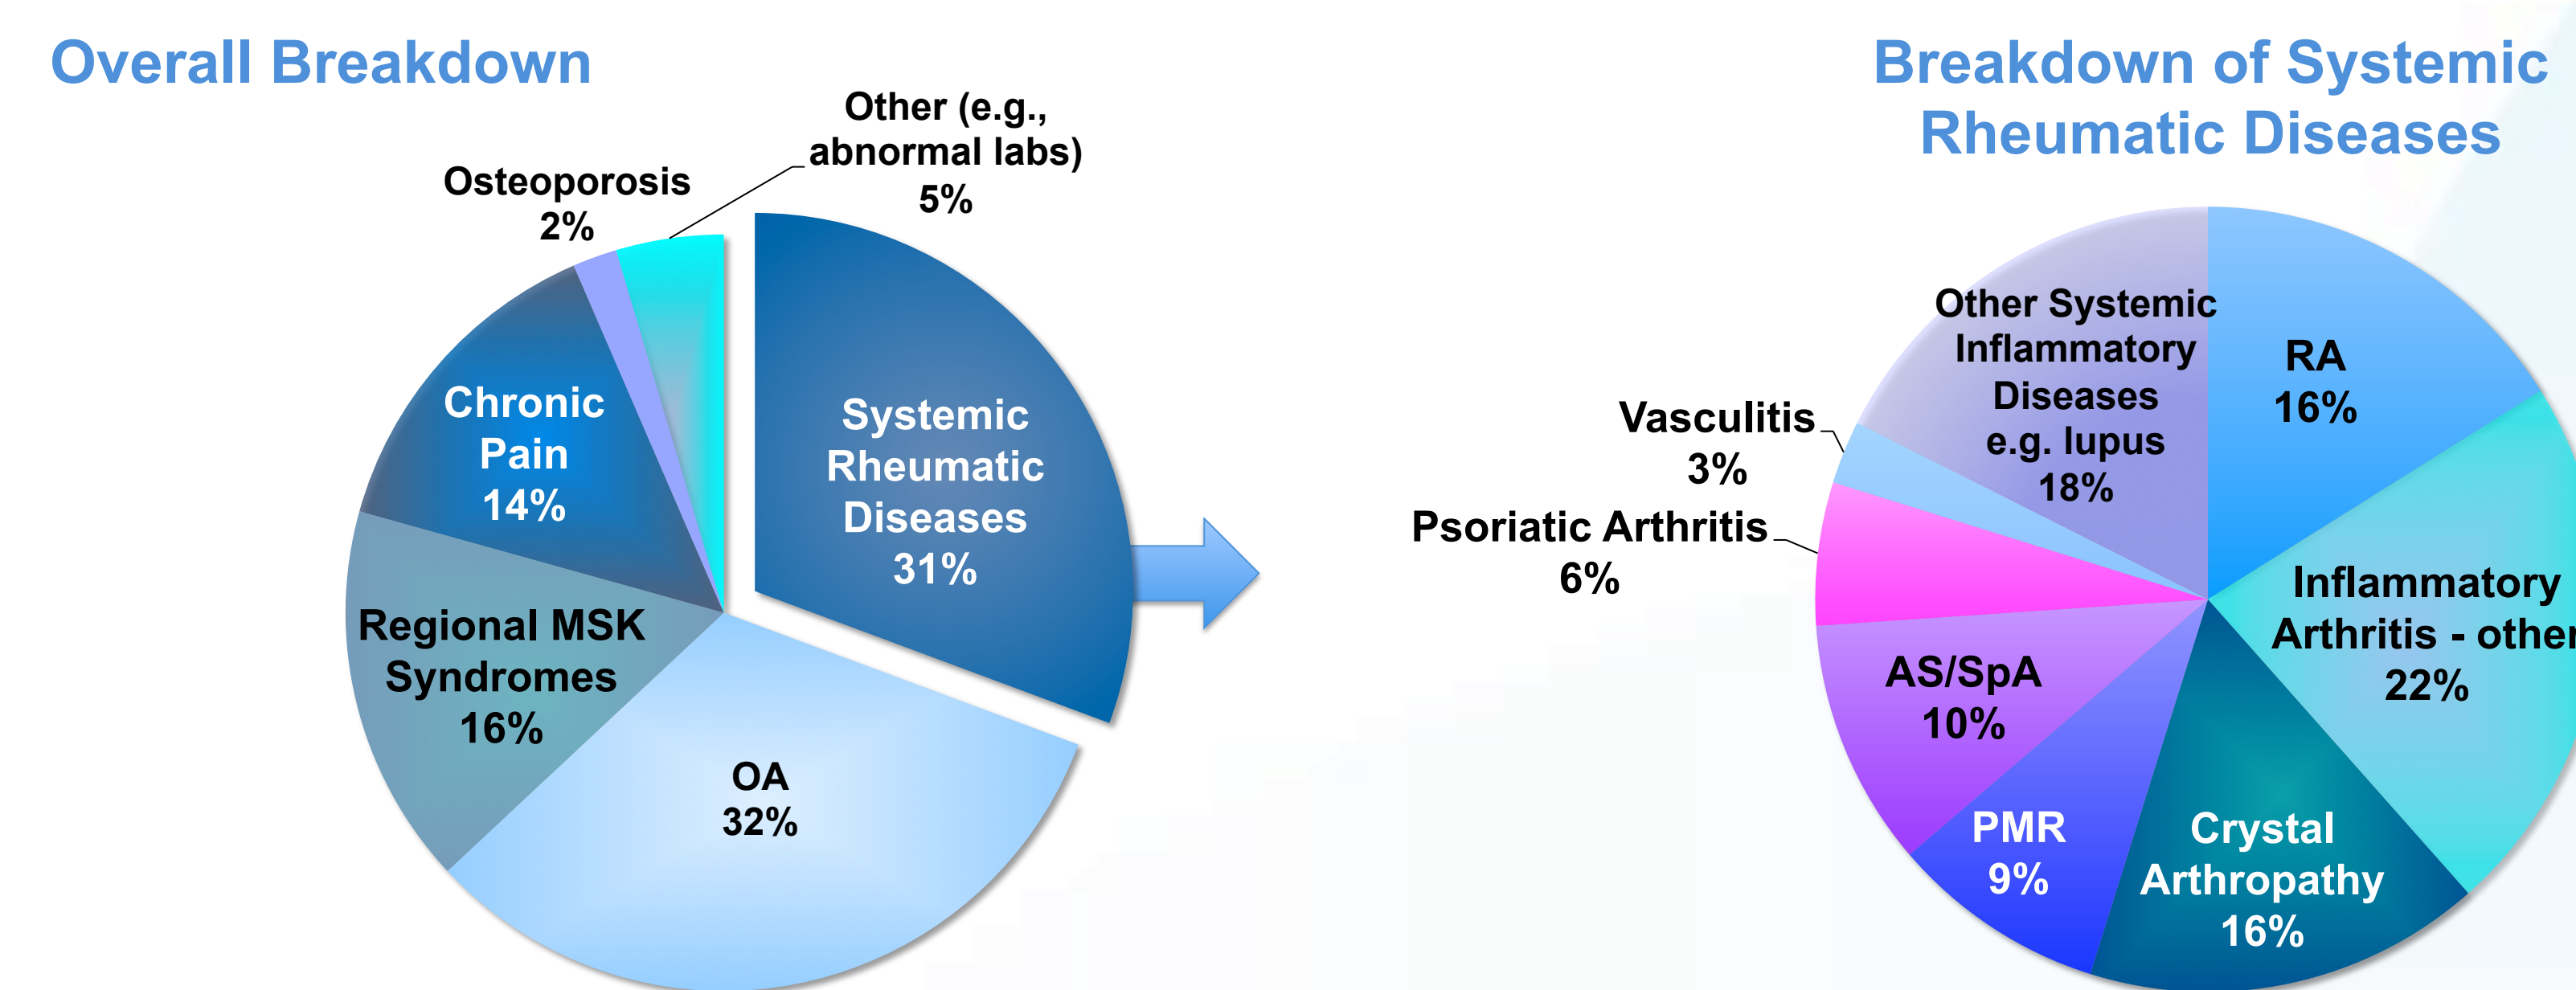 Overall Breakdown
Other (e.g.,
abnormal labs)
5%
Osteoporosis
2%
Systemic
Rheumatic
Diseases
31%
Chronic
Pain
14%
Regional MSK
Syndromes
16%
OA
32%
Breakdown of Systemic
Rheumatic Diseases
Other Systemic
Inflammatory
Diseases
e.g. lupus
18%
RA
16%
Vasculitis
3%
Psoriatic Arthritis
6%
Inflammatory
Arthritis - other
22%
AS/SpA
10%
PMR
9%
Crystal
Arthropathy
16%